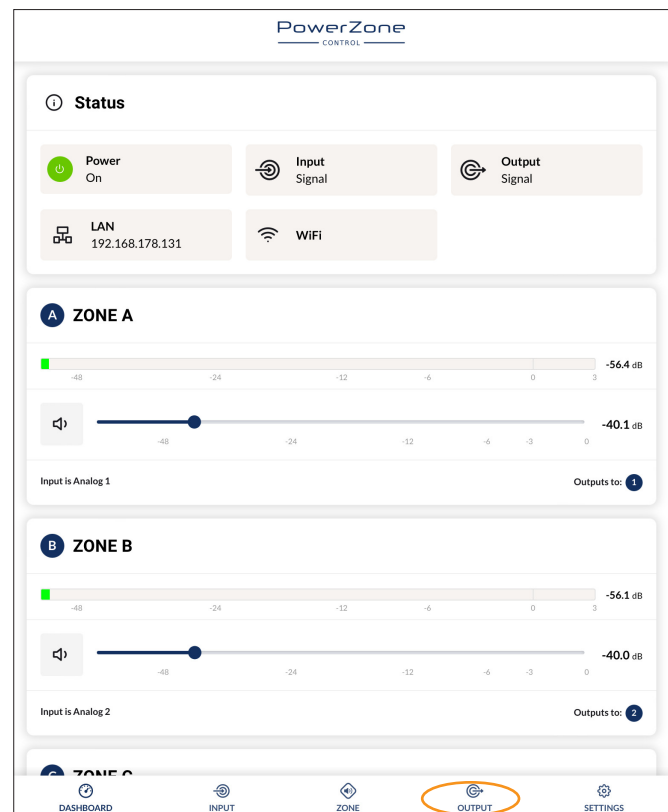 PowerZone
CONTROL
Status
Power
On
Input
Signal
Output
Signal
LAN
192.168.178.131
WiFi
A ZONE A
-56.4 dB
-48 -24 -12 -6 0 3
-40.1 dB
-48 -24 -12 -6 -3 0
Input is Analog 1 Outputs to: 1
B ZONE B
-56.1 dB
-48 -24 -12 -6 0 3
-40.0 dB
-48 -24 -12 -6 -3 0
Input is Analog 2 Outputs to: 2
C ZONE C
DASHBOARD INPUT ZONE OUTPUT SETTINGS